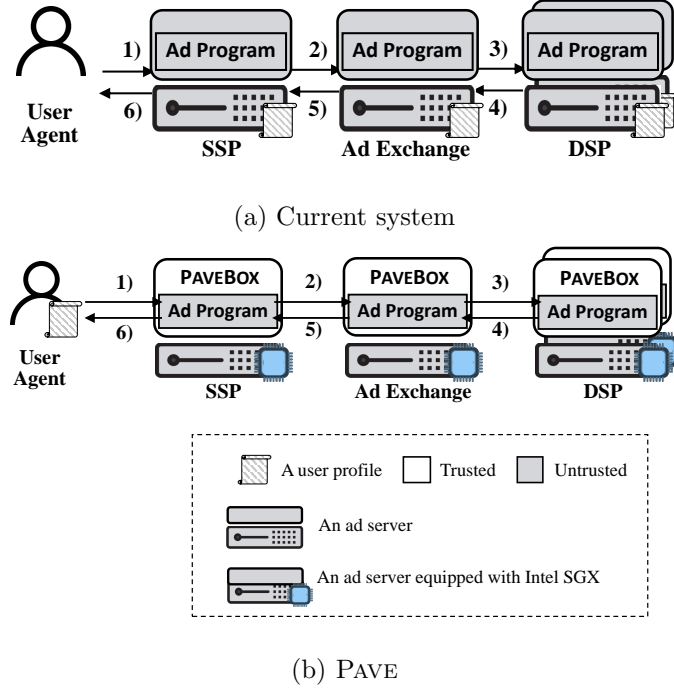 1) 2) 3)
Ad Program Ad Program Ad Program
6) 5) 4)
User
Agent
SSP Ad Exchange DSP
(a) Current system
PAVEBOX PAVEBOX PAVEBOX
1) 2) 3)
Ad Program Ad Program Ad Program
6) 5) 4)
User
Agent
SSP Ad Exchange DSP
A user profile Trusted Untrusted
An ad server
An ad server equipped with Intel SGX
(b) PAVE